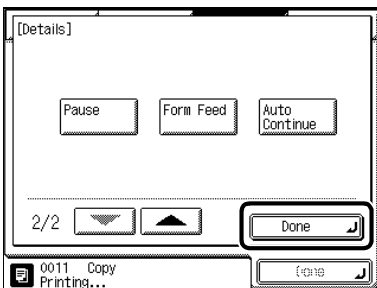 [Details]
Pause
Form Feed
Auto
Continue
2/2
Done
0011 Copy
Printing...